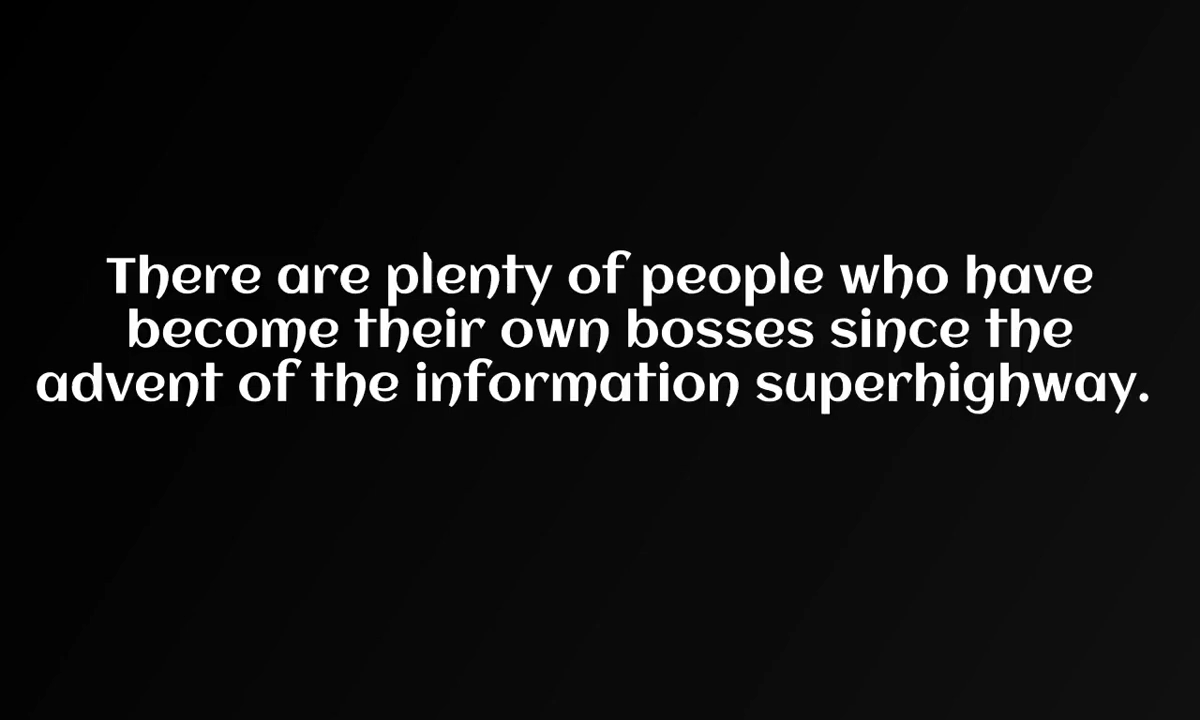 There are plenty of people who have
become their own bosses since the
advent of the information superhighway.